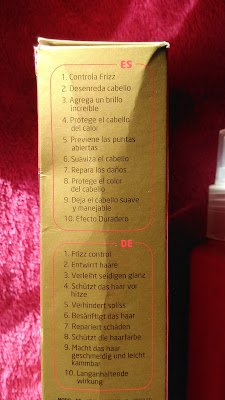 ES
1. Controla Frizz
2. Desenreda cabello
3. Agrega un brillo
increible
4. Protege el cabello
del calor
5. Previene las puntas
abiertas
6. Suaviza el cabello
7. Repara los daños
8. Protege el color
del cabello
9. Deja el cabello suave
y manejable
10. Efecto Duradero
DE
1. Frizz control
2. Entwirrt haare
3. Verleiht seidigen glanz
4. Schützt das haar vor
hitze
5. Verhindert spliss
6. Besänftigt das haar
7. Repariert schäden
8. Schützt die haarfarbe
9. Macht das haar
geschmeidig und leicht
kämmbar
10. Langanhaltende
wirkung